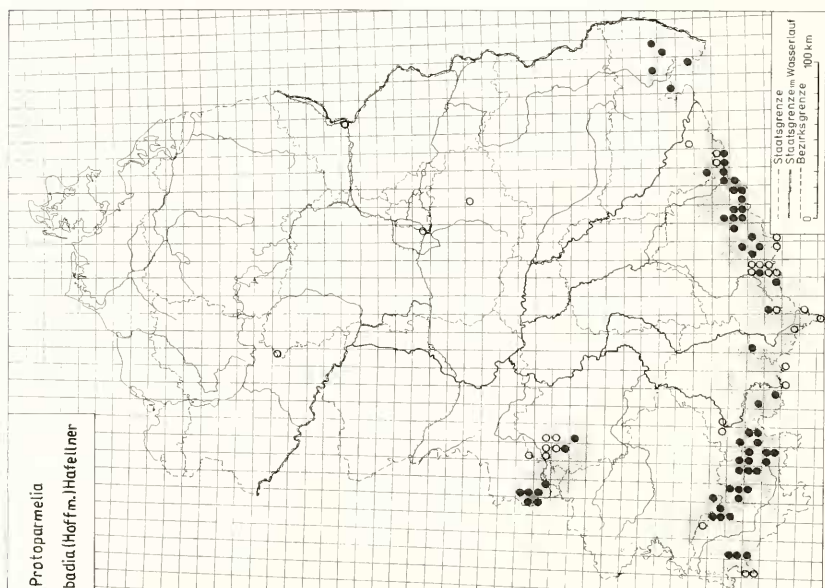 Protoparmelia
badia (Hoffm.) Hafellner
Staatsgrenze
Staatsgrenze im Wasserlauf
Bezirksgrenze
0 100 km